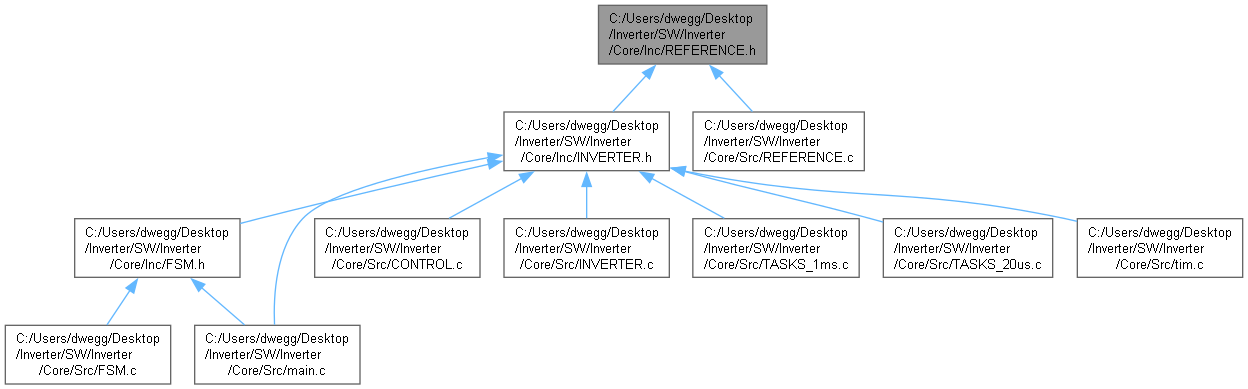 C:/Users/dwegg/Desktop
/Inverter/SW/Inverter
/Core/Inc/REFERENCE.h
C:/Users/dwegg/Desktop
/Inverter/SW/Inverter
/Core/Inc/INVERTER.h
C:/Users/dwegg/Desktop
/Inverter/SW/Inverter
/Core/Src/REFERENCE.c
C:/Users/dwegg/Desktop
/Inverter/SW/Inverter
/Core/Inc/FSM.h
C:/Users/dwegg/Desktop
/Inverter/SW/Inverter
/Core/Src/CONTROL.c
C:/Users/dwegg/Desktop
/Inverter/SW/Inverter
/Core/Src/INVERTER.c
C:/Users/dwegg/Desktop
/Inverter/SW/Inverter
/Core/Src/TASKS_1ms.c
C:/Users/dwegg/Desktop
/Inverter/SW/Inverter
/Core/Src/TASKS_20us.c
C:/Users/dwegg/Desktop
/Inverter/SW/Inverter
/Core/Src/tim.c
C:/Users/dwegg/Desktop
/Inverter/SW/Inverter
/Core/Src/FSM.c
C:/Users/dwegg/Desktop
/Inverter/SW/Inverter
/Core/Src/main.c